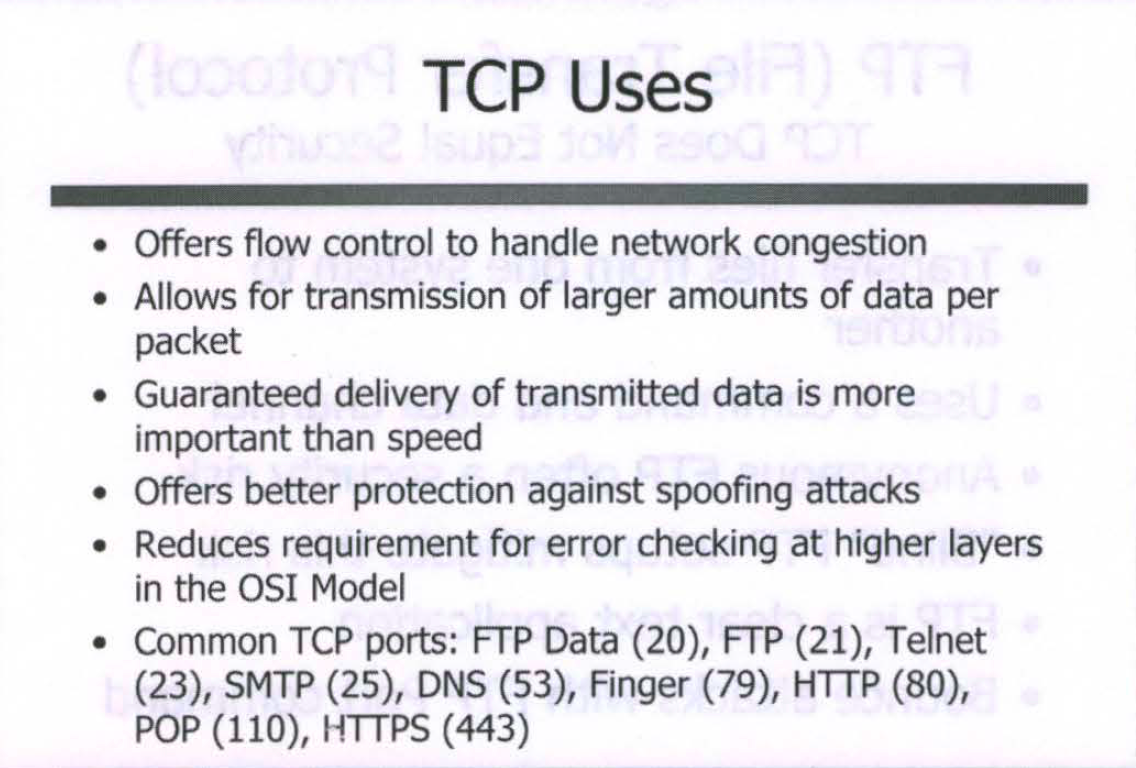 TCP Uses
• Offers flow control to handle network congestion
• Allows for transmission of larger amounts of data per
packet
• Guaranteed delivery of transmitted data is more
important than speed
• Offers better protection against spoofing attacks
• Reduces requirement for error checking at higher layers
in the OSI Model
• Common TCP ports: FTP Data (20), FTP (21), Telnet
(23), SMTP (25), DNS (53), Finger (79), HTTP (80),
POP (110), HTTPS (443)